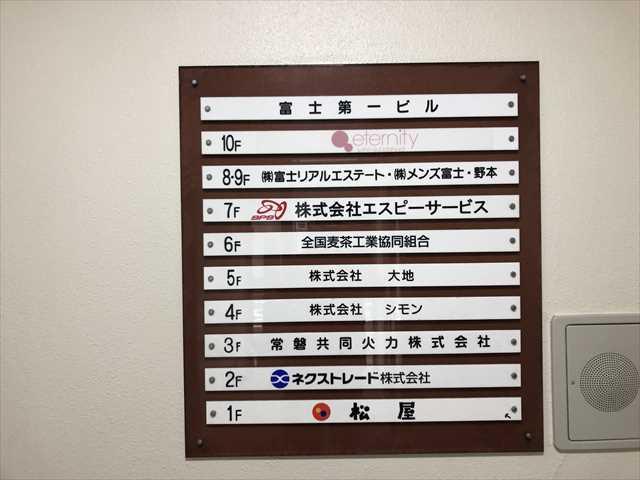 富士第一ビル
10F eternity
8·9F ㈱富士リアルエステート・㈱メンズ富士・野本
7F SPS 株式会社エスピーサービス
6F 全国麦茶工業協同組合
5F 株式会社 大地
4F 株式会社 シモン
3F 常磐共同火力株式会社
2F ネクストレード株式会社
1F 松屋